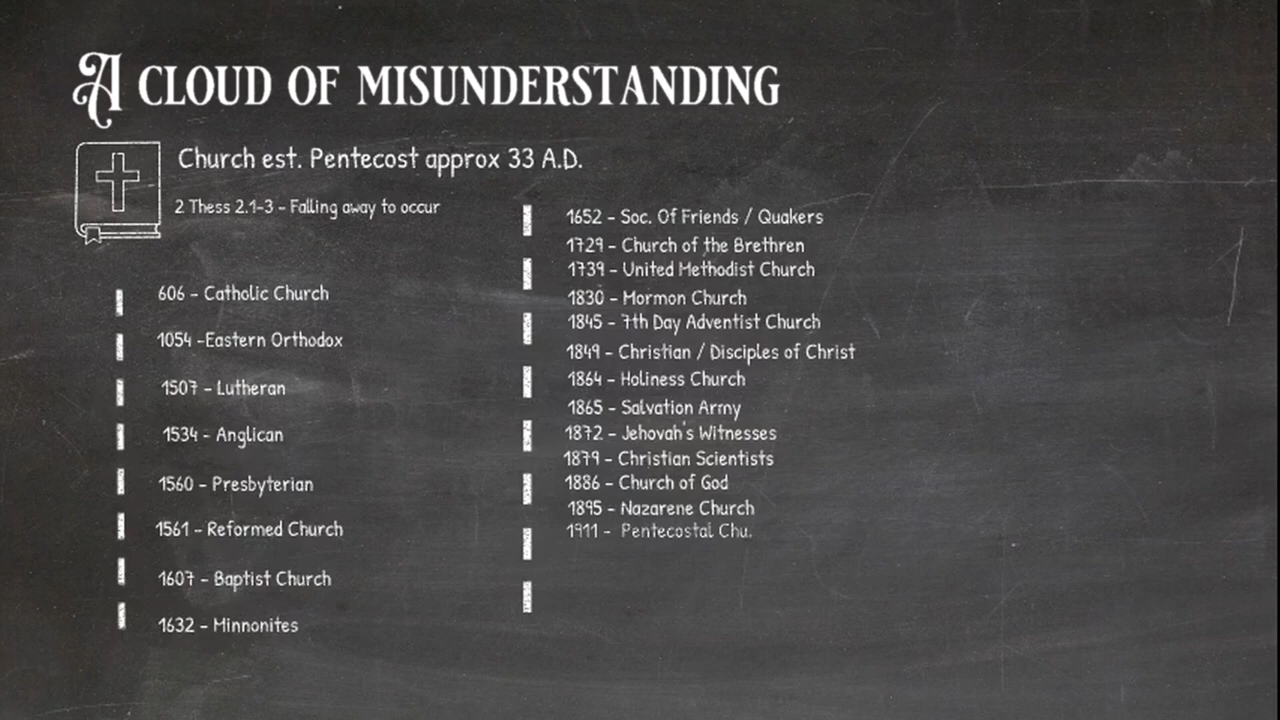 A CLOUD OF MISUNDERSTANDING
Church est. Pentecost approx 33 A.D.
2 Thess 2.1-3 - Falling away to occur
606 - Catholic Church
1054 -Eastern Orthodox
1507 - Lutheran
1534 - Anglican
1560 - Presbyterian
1561 - Reformed Church
1607 - Baptist Church
1632 - Minnonites
1652 - Soc. Of Friends / Quakers
1729 - Church of the Brethren
1739 - United Methodist Church
1830 - Mormon Church
1845 - 7th Day Adventist Church
1849 - Christian / Disciples of Christ
1864 - Holiness Church
1865 - Salvation Army
1872 - Jehovah's Witnesses
1879 - Christian Scientists
1886 - Church of God
1895 - Nazarene Church
1911 - Pentecostal Chu.